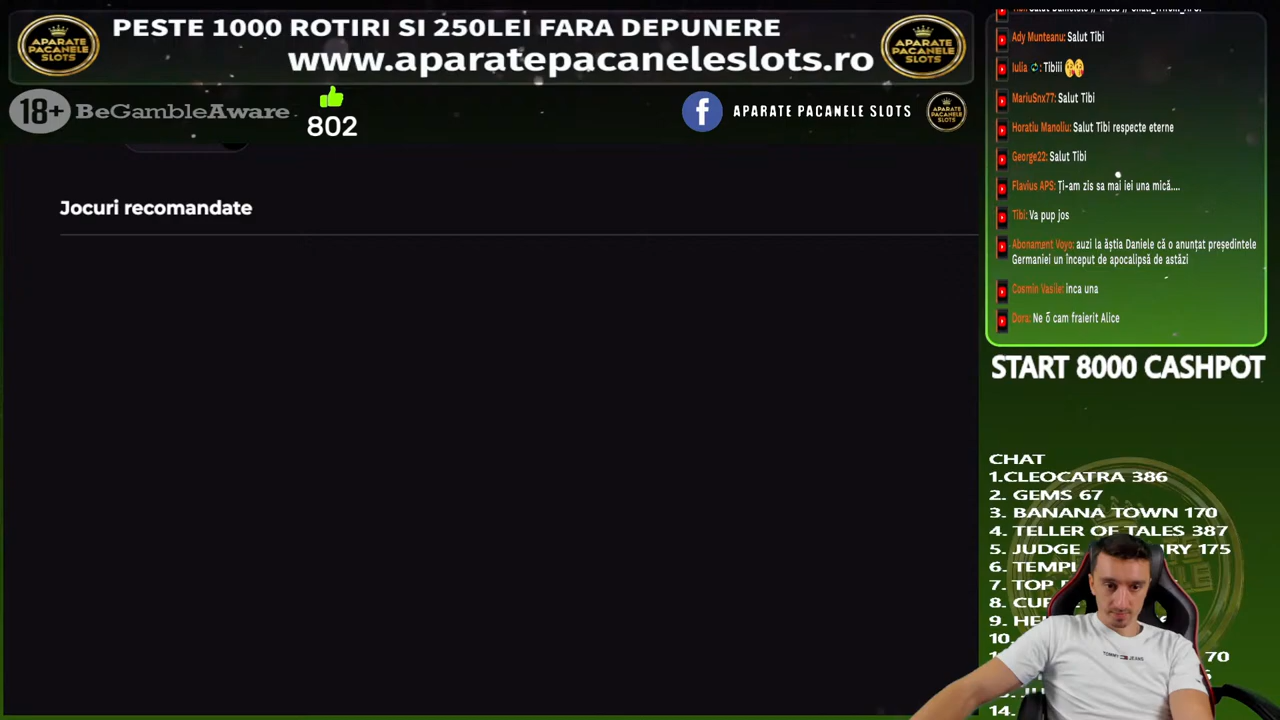 PESTE 1000 ROTIRI SI 250LEI FARA DEPUNERE
www.aparatepacaneleslots.ro
APARATE
PACANELE
SLOTS
APARATE
PACANELE
SLOTS
18+ BeGambleAware
802
APARATE PACANELE SLOTS
Jocuri recomandate
Ady Munteanu: Salut Tibi
Iulia: Tibiii
MariuSnx77: Salut Tibi
Horatiu Manoliu: Salut Tibi respecte eterne
George22: Salut Tibi
Flavius APS: Ți-am zis sa mai iei una mică....
Tibi: Va pup jos
Abonament Voyo: auzi la ăștia Daniele că o anunțat președintele
Germaniei un început de apocalipsă de astăzi
Cosmin Vasile: inca una
Dora: Ne õ cam fraierit Alice
START 8000 CASHPOT
CHAT
1.CLEOCATRA 386
2. GEMS 67
3. BANANA TOWN 170
4. TELLER OF TALES 387
5. JUDGE 175
6.
7. TOP
8.
9.
10.
70
14.
TOMMY JEANS